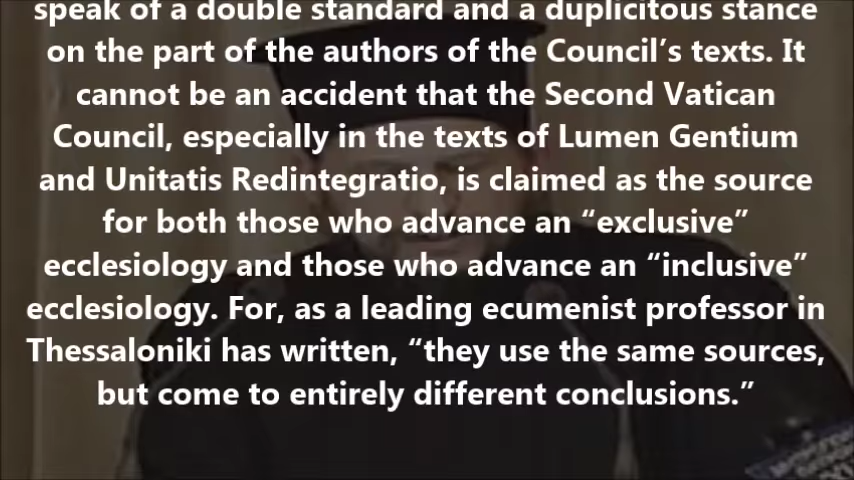 speak of a double standard and a duplicitous stance
on the part of the authors of the Council’s texts. It
cannot be an accident that the Second Vatican
Council, especially in the texts of Lumen Gentium
and Unitatis Redintegratio, is claimed as the source
for both those who advance an “exclusive”
ecclesiology and those who advance an “inclusive”
ecclesiology. For, as a leading ecumenist professor in
Thessaloniki has written, “they use the same sources,
but come to entirely different conclusions.”